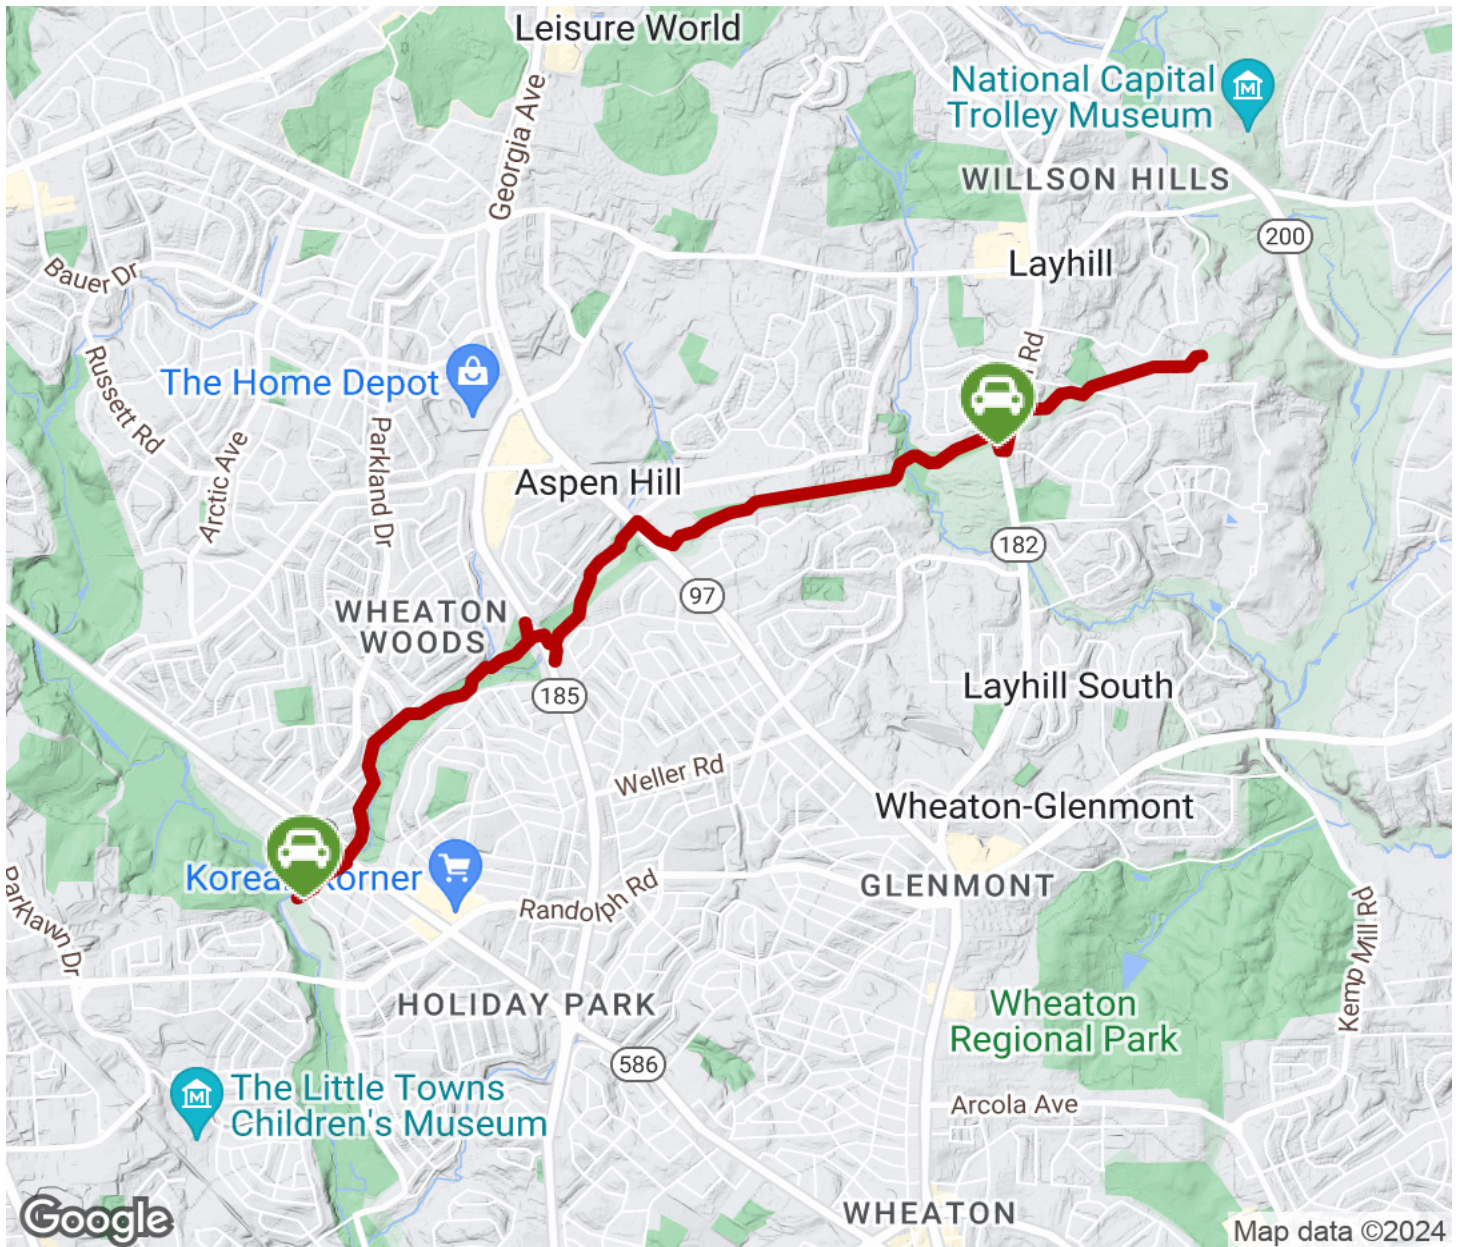 Leisure World
National Capital
Trolley Museum
Georgia Ave
WILLSON HILLS
200
Layhill
Bauer Dr
Rd
Russett Rd
The Home Depot
Parkland Dr
Arctic Ave
Aspen Hill
182
97
WHEATON
WOODS
185
Layhill South
Weller Rd
Wheaton-Glenmont
Korean Korner
GLENMONT
Randolph Rd
Parklawn Dr
Kemp Mill Rd
HOLIDAY PARK
Wheaton
Regional Park
586
The Little Towns
Children's Museum
Arcola Ave
WHEATON
Google
Map data ©2024